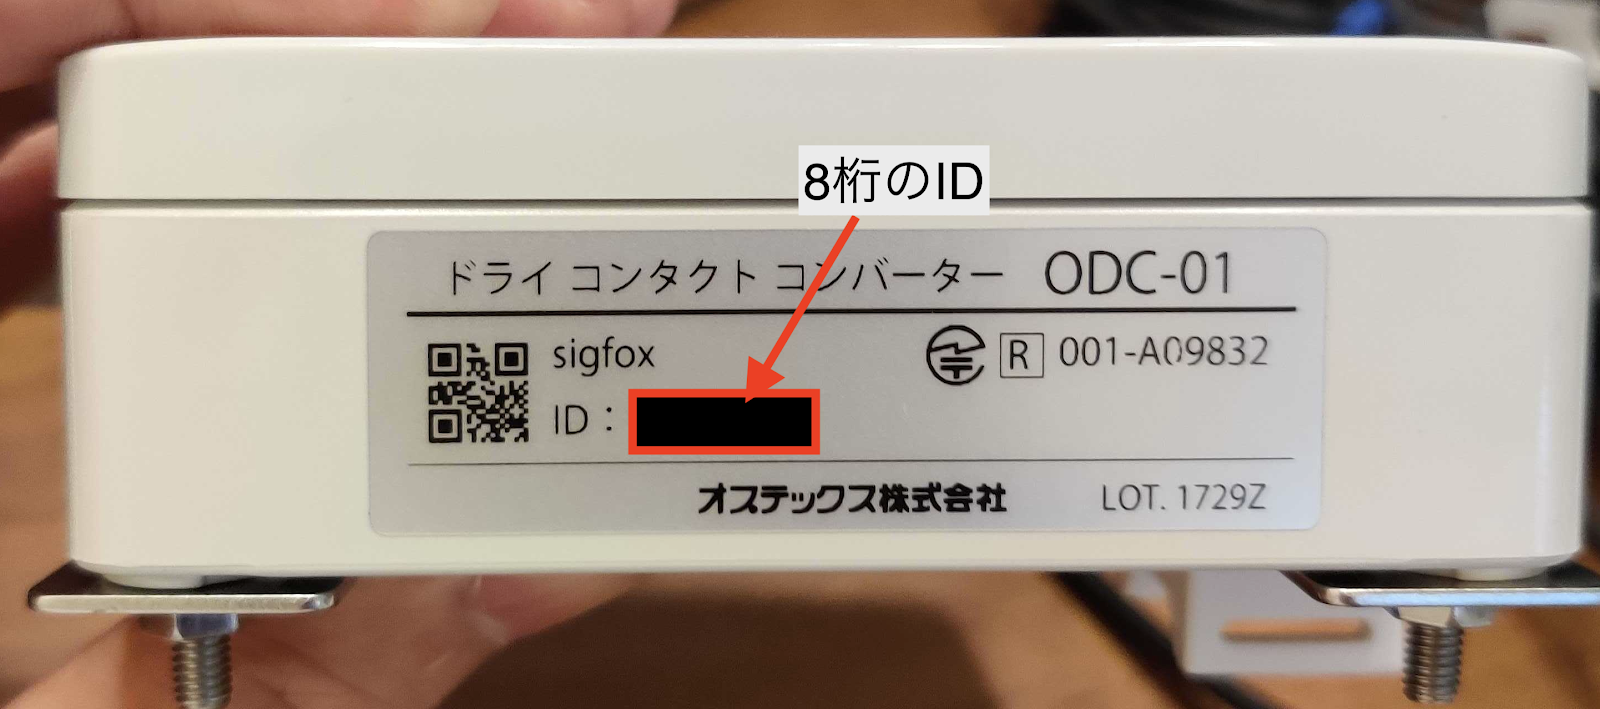 8桁のID
ドライ コンタクト コンバーター ODC-01
sigfox
R 001-A09832
ID：
オステックス株式会社 LOT. 1729Z